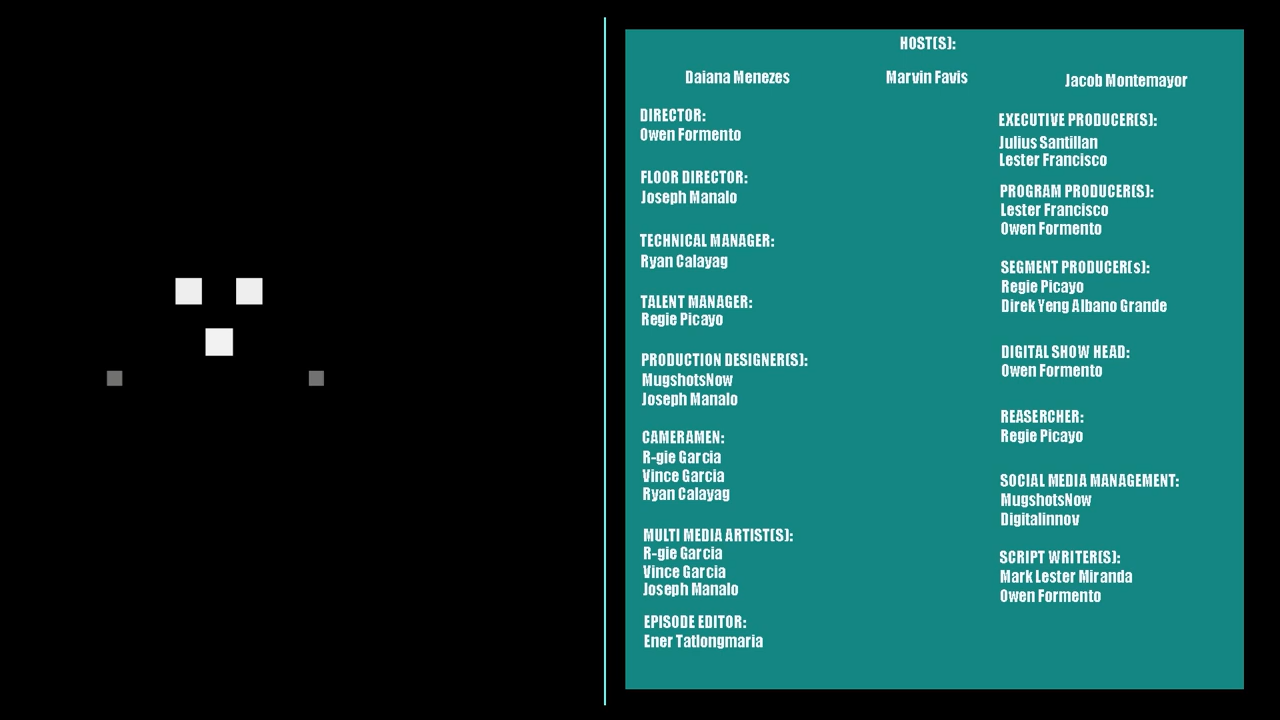 HOST(S):
Daiana Menezes
Marvin Favis
Jacob Montemayor
DIRECTOR:
Owen Formento
FLOOR DIRECTOR:
Joseph Manalo
TECHNICAL MANAGER:
Ryan Calayag
TALENT MANAGER:
Regie Picayo
PRODUCTION DESIGNER(S):
MugshotsNow
Joseph Manalo
CAMERAMEN:
R-gie Garcia
Vince Garcia
Ryan Calayag
MULTI MEDIA ARTIST(S):
R-gie Garcia
Vince Garcia
Joseph Manalo
EPISODE EDITOR:
Ener Tatlongmaria
EXECUTIVE PRODUCER(S):
Julius Santillan
Lester Francisco
PROGRAM PRODUCER(S):
Lester Francisco
Owen Formento
SEGMENT PRODUCER(s):
Regie Picayo
Direk Yeng Albano Grande
DIGITAL SHOW HEAD:
Owen Formento
REASERCHER:
Regie Picayo
SOCIAL MEDIA MANAGEMENT:
MugshotsNow
Digitalinnov
SCRIPT WRITER(S):
Mark Lester Miranda
Owen Formento